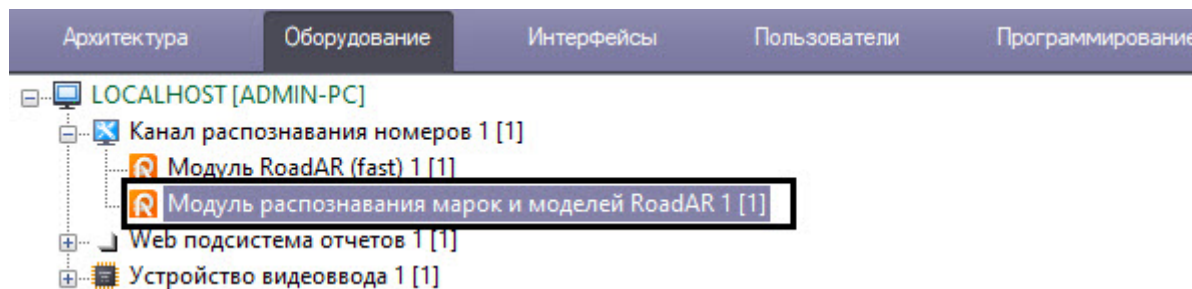 Архитектура Оборудование Интерфейсы Пользователи Программирование
LOCALHOST [ADMIN-PC]
Канал распознавания номеров 1 [1]
Модуль RoadAR (fast) 1 [1]
Модуль распознавания марок и моделей RoadAR 1 [1]
Web подсистема отчетов 1 [1]
Устройство видеоввода 1 [1]